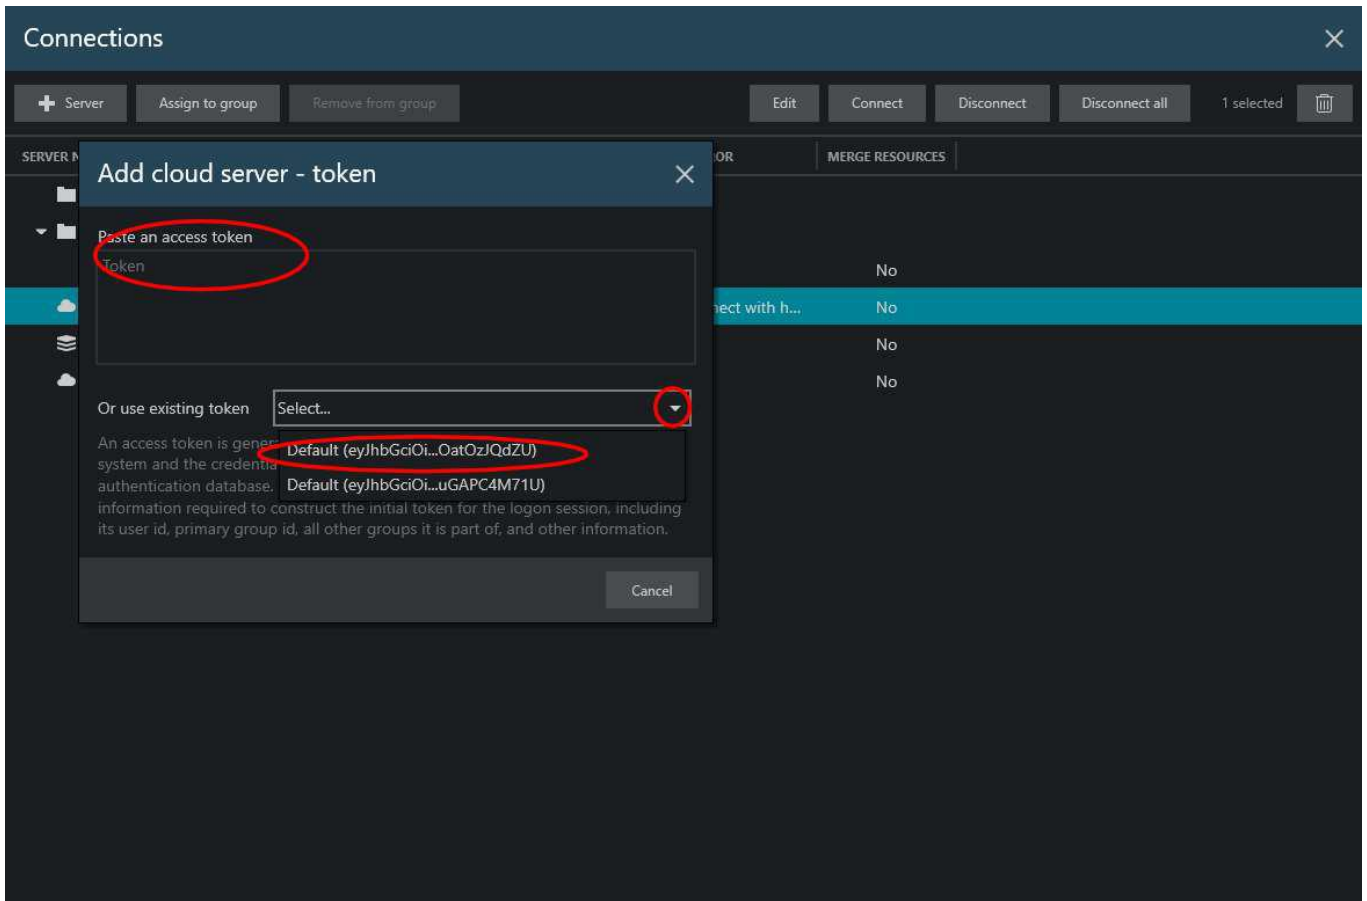 Connections
Server
Assign to group
Remove from group
Edit
Connect
Disconnect
Disconnect all
1 selected
SERVER
OR
MERGE RESOURCES
Add cloud server - token
Paste an access token
Token
No
nect with h...
No
No
No
Or use existing token
Select...
An access token is gener
Default (eyJhbGciOi...OatOzJQdZU)
system and the credentia
authentication database.
Default (eyJhbGciOi...uGAPC4M71U)
information required to construct the initial token for the logon session, including
its user id, primary group id, all other groups it is part of, and other information.
Cancel